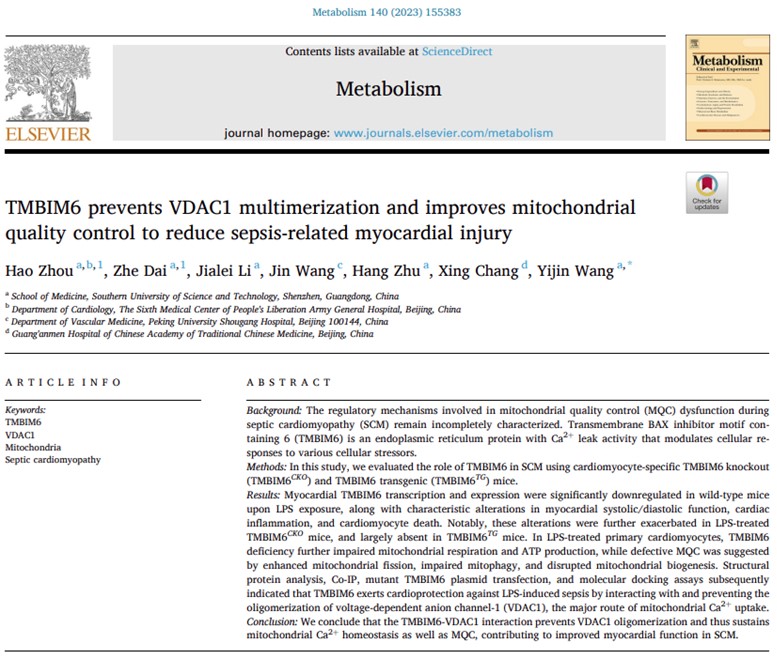 Metabolism 140 (2023) 155383
Contents lists available at ScienceDirect
Metabolism
journal homepage: www.journals.elsevier.com/metabolism
ELSEVIER
Metabolism
Clinical and Experimental
Check for
updates
TMBIM6 prevents VDAC1 multimerization and improves mitochondrial
quality control to reduce sepsis-related myocardial injury
Hao Zhou a,b,1, Zhe Dai a,1, Jialei Li a, Jin Wang c, Hang Zhu a, Xing Chang d, Yijin Wang a,*
a School of Medicine, Southern University of Science and Technology, Shenzhen, Guangdong, China
b Department of Cardiology, The Sixth Medical Center of People's Liberation Army General Hospital, Beijing, China
c Department of Vascular Medicine, Peking University Shougang Hospital, Beijing 100144, China
d Guang'anmen Hospital of Chinese Academy of Traditional Chinese Medicine, Beijing, China
ARTICLE INFO
Keywords:
TMBIM6
VDAC1
Mitochondria
Septic cardiomyopathy
ABSTRACT
Background: The regulatory mechanisms involved in mitochondrial quality control (MQC) dysfunction during
septic cardiomyopathy (SCM) remain incompletely characterized. Transmembrane BAX inhibitor motif con-
taining 6 (TMBIM6) is an endoplasmic reticulum protein with Ca2+ leak activity that modulates cellular re-
sponses to various cellular stressors.
Methods: In this study, we evaluated the role of TMBIM6 in SCM using cardiomyocyte-specific TMBIM6 knockout
(TMBIM6CKO) and TMBIM6 transgenic (TMBIM6TG) mice.
Results: Myocardial TMBIM6 transcription and expression were significantly downregulated in wild-type mice
upon LPS exposure, along with characteristic alterations in myocardial systolic/diastolic function, cardiac
inflammation, and cardiomyocyte death. Notably, these alterations were further exacerbated in LPS-treated
TMBIM6CKO mice, and largely absent in TMBIM6TG mice. In LPS-treated primary cardiomyocytes, TMBIM6
deficiency further impaired mitochondrial respiration and ATP production, while defective MQC was suggested
by enhanced mitochondrial fission, impaired mitophagy, and disrupted mitochondrial biogenesis. Structural
protein analysis, Co-IP, mutant TMBIM6 plasmid transfection, and molecular docking assays subsequently
indicated that TMBIM6 exerts cardioprotection against LPS-induced sepsis by interacting with and preventing the
oligomerization of voltage-dependent anion channel-1 (VDAC1), the major route of mitochondrial Ca2+ uptake.
Conclusion: We conclude that the TMBIM6-VDAC1 interaction prevents VDAC1 oligomerization and thus sustains
mitochondrial Ca2+ homeostasis as well as MQC, contributing to improved myocardial function in SCM.